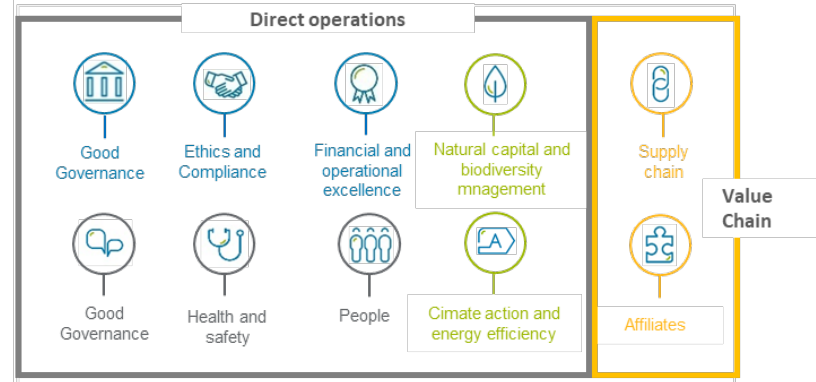 Direct operations
Good
Governance
Ethics and
Compliance
Financial and
operational
excellence
Natural capital and
biodiversity
mnagement
Supply
chain
Value
Chain
A
Good
Governance
Health and
safety
People
Cimate action and
energy efficiency
Affiliates